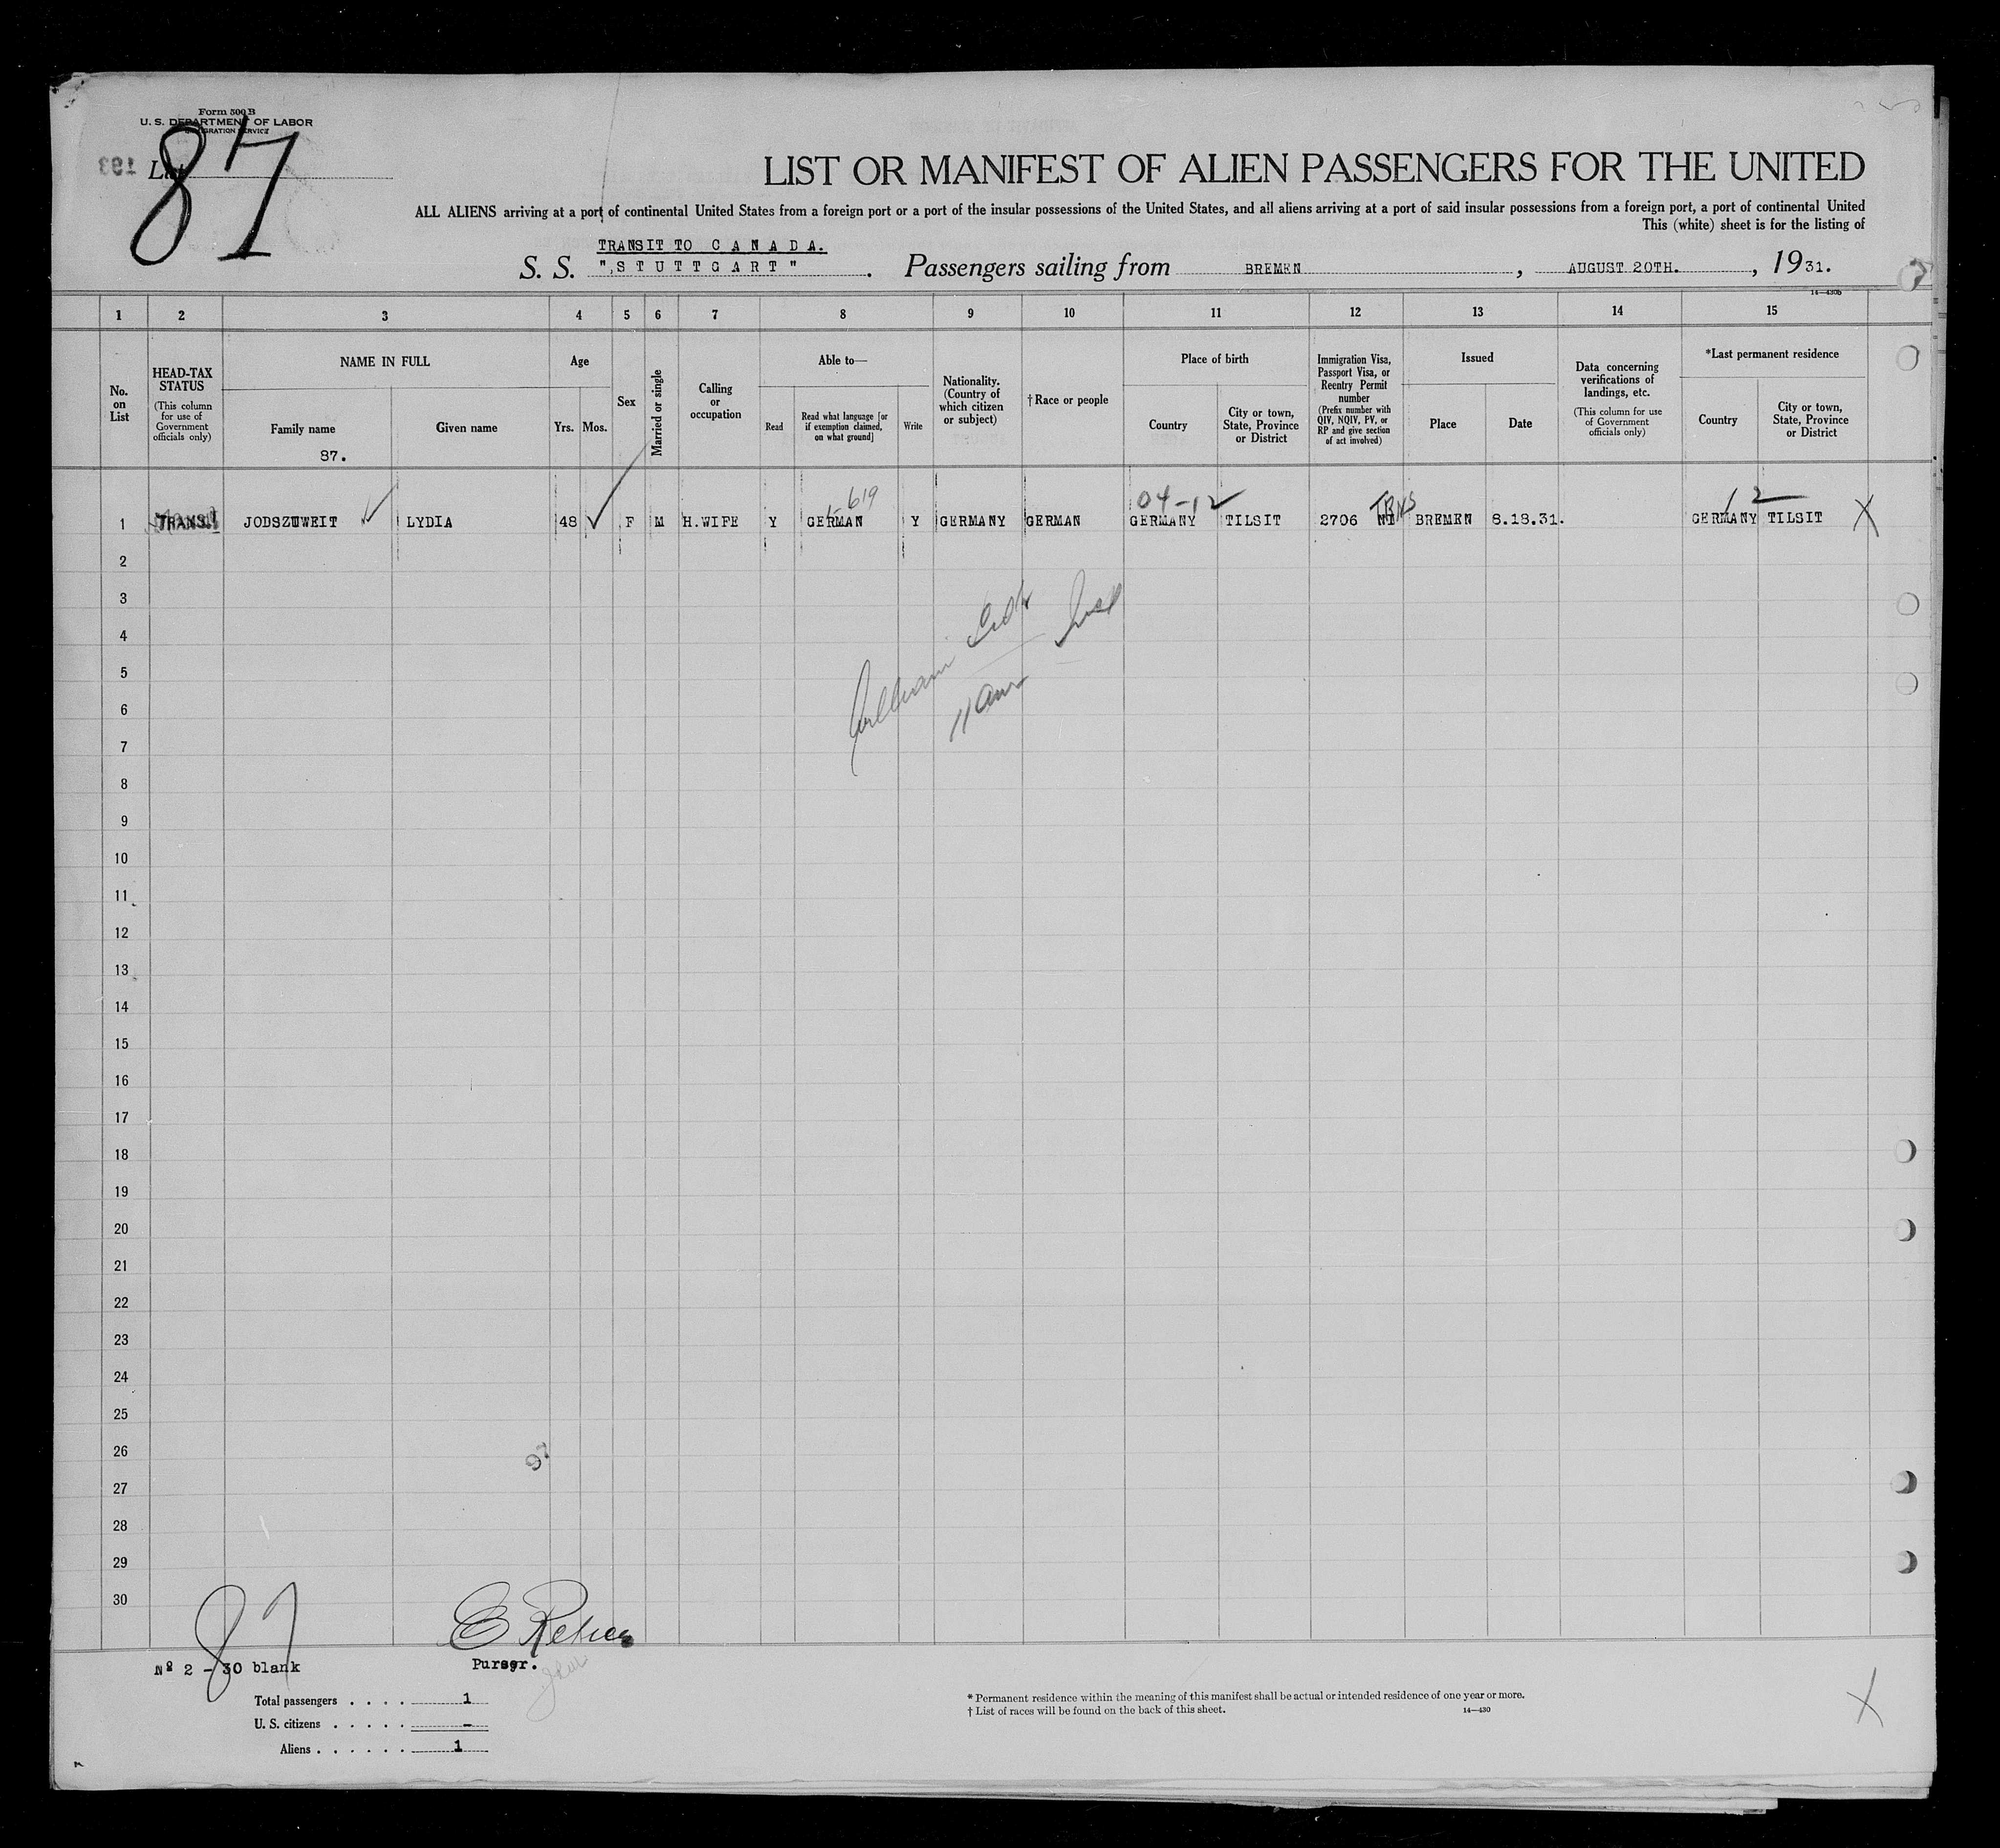 Form 500 B
U. S. DEPARTMENT OF LABOR
IMMIGRATION SERVICE
193
List
87
LIST OR MANIFEST OF ALIEN PASSENGERS FOR THE UNITED
ALL ALIENS arriving at a port of continental United States from a foreign port or a port of the insular possessions of the United States, and all aliens arriving at a port of said insular possessions from a foreign port, a port of continental United
This (white) sheet is for the listing of
TRANSIT TO C A N A D A.
S. S. "S T U T T G A R T". Passengers sailing from BREMEN, AUGUST 20TH., 1931.
14—430b
1 2 3 4 5 6 7 8 9 10 11 12 13 14 15
No. on List
HEAD-TAX STATUS (This column for use of Government officials only)
NAME IN FULL
Family name
87.
Given name
Age
Yrs. Mos.
Sex
Married or single
Calling or occupation
Able to—
Read
Read what language [or if exemption claimed, on what ground]
Write
Nationality. (Country of which citizen or subject)
†Race or people
Place of birth
Country
City or town, State, Province or District
Immigration Visa, Passport Visa, or Reentry Permit number (Prefix number with QIV, NQIV, PV, or RP and give section of act involved)
Issued
Place
Date
Data concerning verifications of landings, etc. (This column for use of Government officials only)
*Last permanent residence
Country
City or town, State, Province or District
619 04-12 TRNS 12
1 TRANS. JODSZUWEIT LYDIA 48 F M H.WIFE Y GERMAN Y GERMANY GERMAN GERMANY TILSIT 2706 BREMEN 8.18.31. GERMANY TILSIT X
2
3
4
5
6
11 am
7
8
9
10
11
12
13
14
15
16
17
18
19
20
21
22
23
24
25
26
97
27
28
29
30
87
E
Nº 2 - 30 blank
Purser.
Total passengers . . . . 1
U. S. citizens . . . . . -
Aliens . . . . . . 1
* Permanent residence within the meaning of this manifest shall be actual or intended residence of one year or more.
† List of races will be found on the back of this sheet.
14—430
X